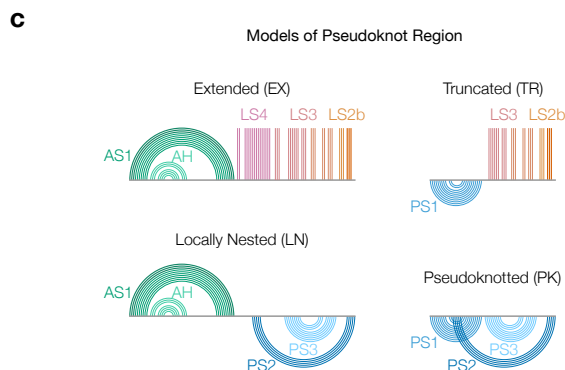 c
Models of Pseudoknot Region
Extended (EX)
LS4 LS3 LS2b
AS1
AH
Truncated (TR)
LS3 LS2b
PS1
Locally Nested (LN)
AS1
AH
PS3
PS2
Pseudoknotted (PK)
PS1
PS3
PS2